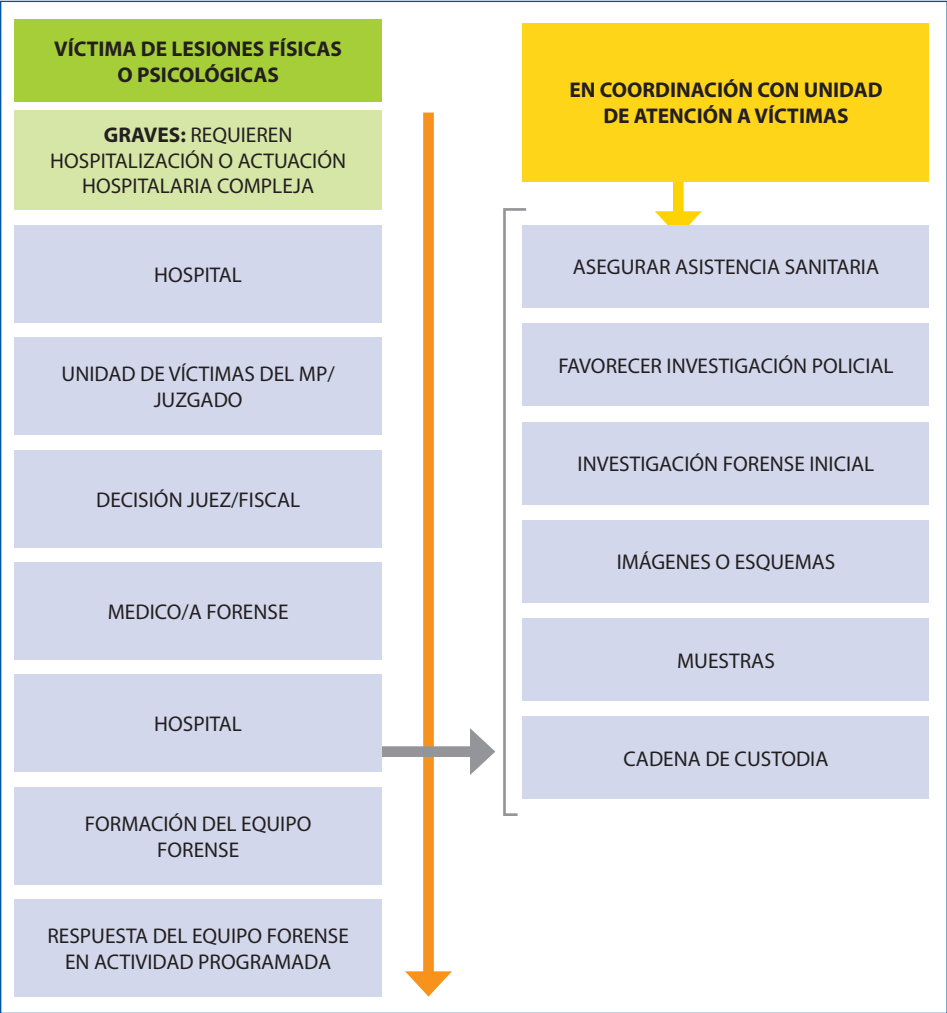 VÍCTIMA DE LESIONES FÍSICAS
O PSICOLÓGICAS
GRAVES: REQUIEREN
HOSPITALIZACIÓN O ACTUACIÓN
HOSPITALARIA COMPLEJA
HOSPITAL
UNIDAD DE VÍCTIMAS DEL MP/
JUZGADO
DECISIÓN JUEZ/FISCAL
MEDICO/A FORENSE
HOSPITAL
FORMACIÓN DEL EQUIPO
FORENSE
RESPUESTA DEL EQUIPO FORENSE
EN ACTIVIDAD PROGRAMADA
EN COORDINACIÓN CON UNIDAD
DE ATENCIÓN A VÍCTIMAS
ASEGURAR ASISTENCIA SANITARIA
FAVORECER INVESTIGACIÓN POLICIAL
INVESTIGACIÓN FORENSE INICIAL
IMÁGENES O ESQUEMAS
MUESTRAS
CADENA DE CUSTODIA